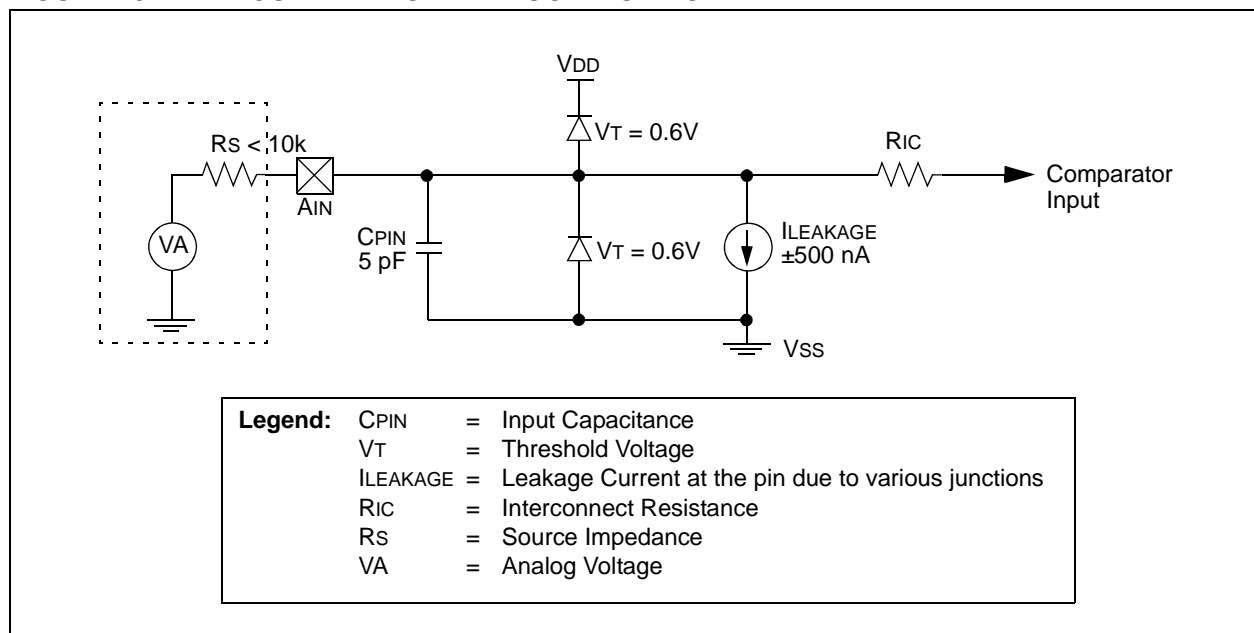 VDD
VT = 0.6V
RS < 10k
RIC
AIN
Comparator
Input
VA
CPIN
5 pF
VT = 0.6V
ILEAKAGE
±500 nA
VSS
Legend: CPIN = Input Capacitance
VT = Threshold Voltage
ILEAKAGE = Leakage Current at the pin due to various junctions
RIC = Interconnect Resistance
RS = Source Impedance
VA = Analog Voltage